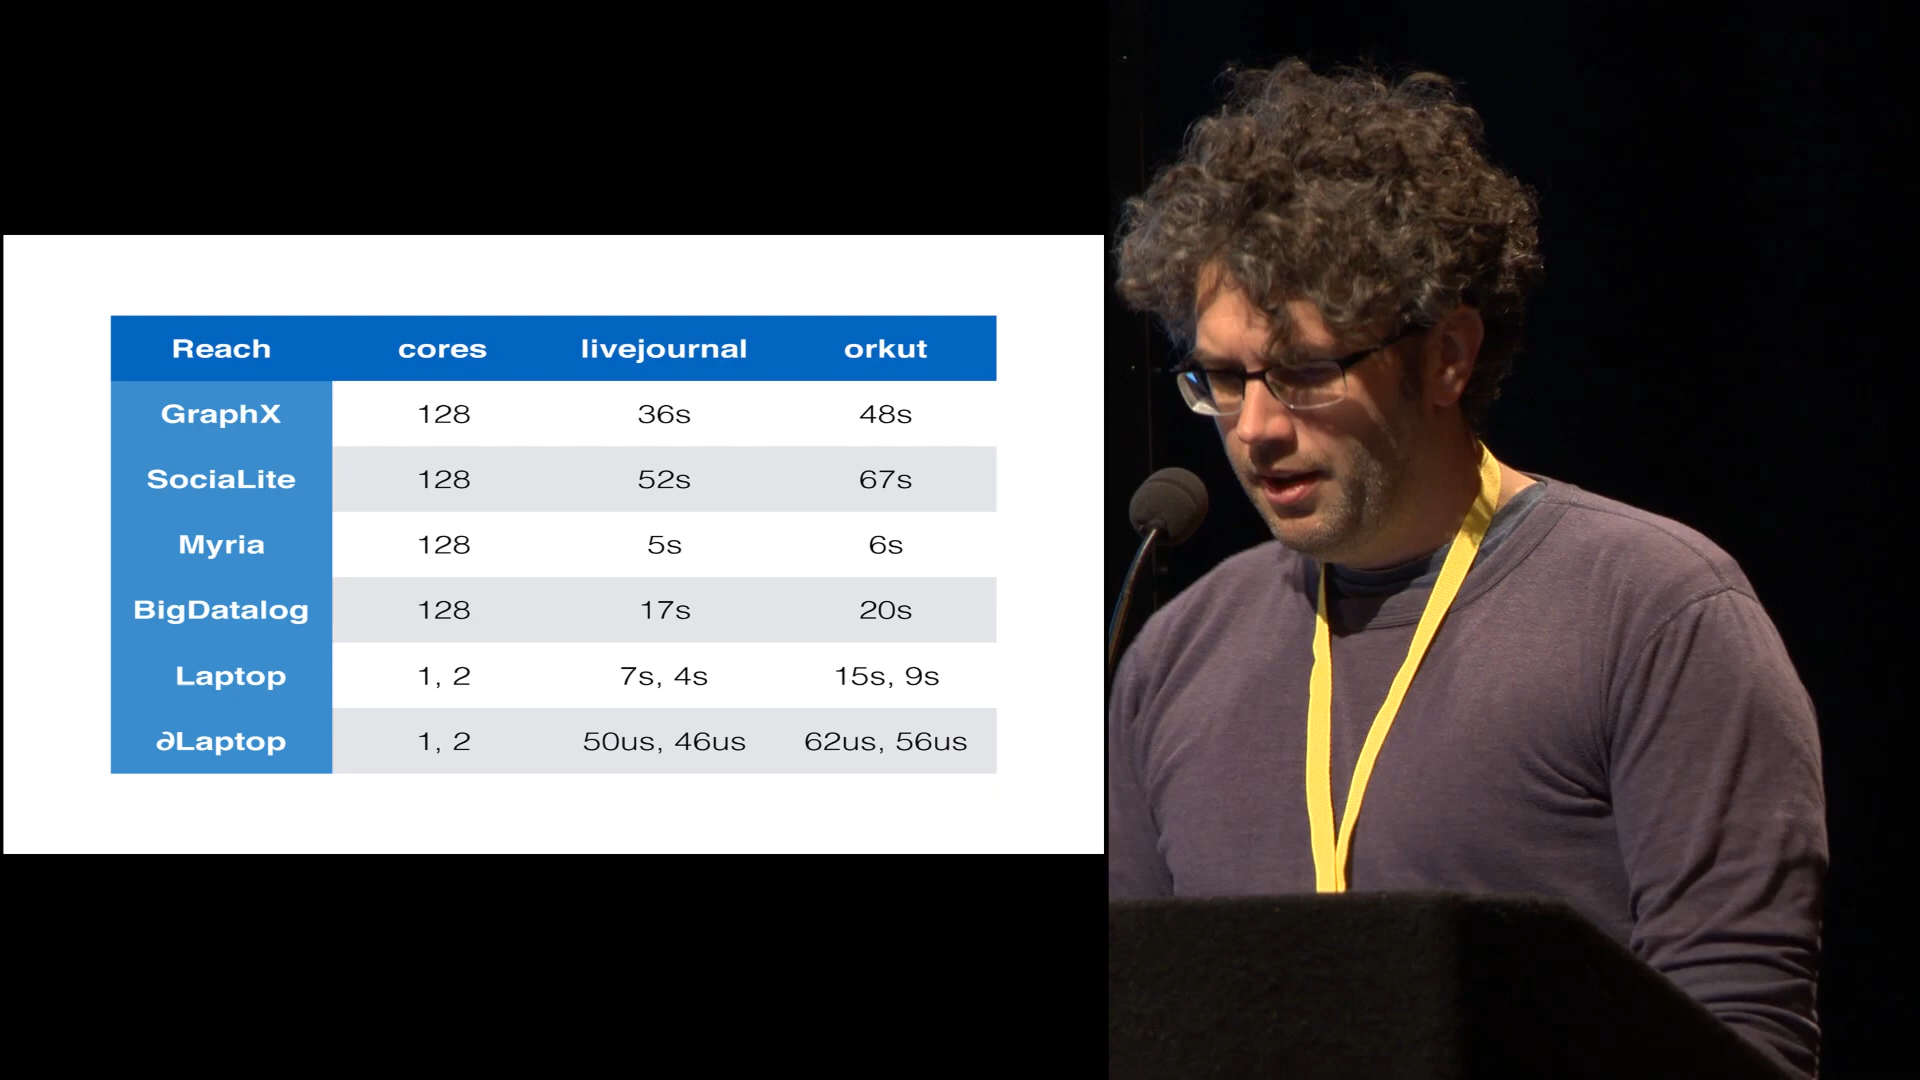 Reach cores livejournal orkut
GraphX 128 36s 48s
SociaLite 128 52s 67s
Myria 128 5s 6s
BigDatalog 128 17s 20s
Laptop 1, 2 7s, 4s 15s, 9s
∂Laptop 1, 2 50us, 46us 62us, 56us